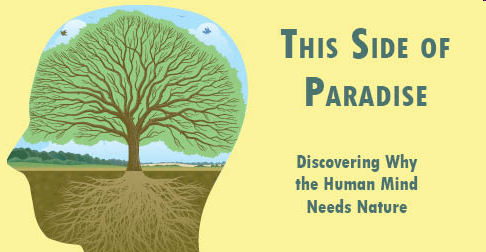 This Side of
Paradise
Discovering Why
the Human Mind
Needs Nature